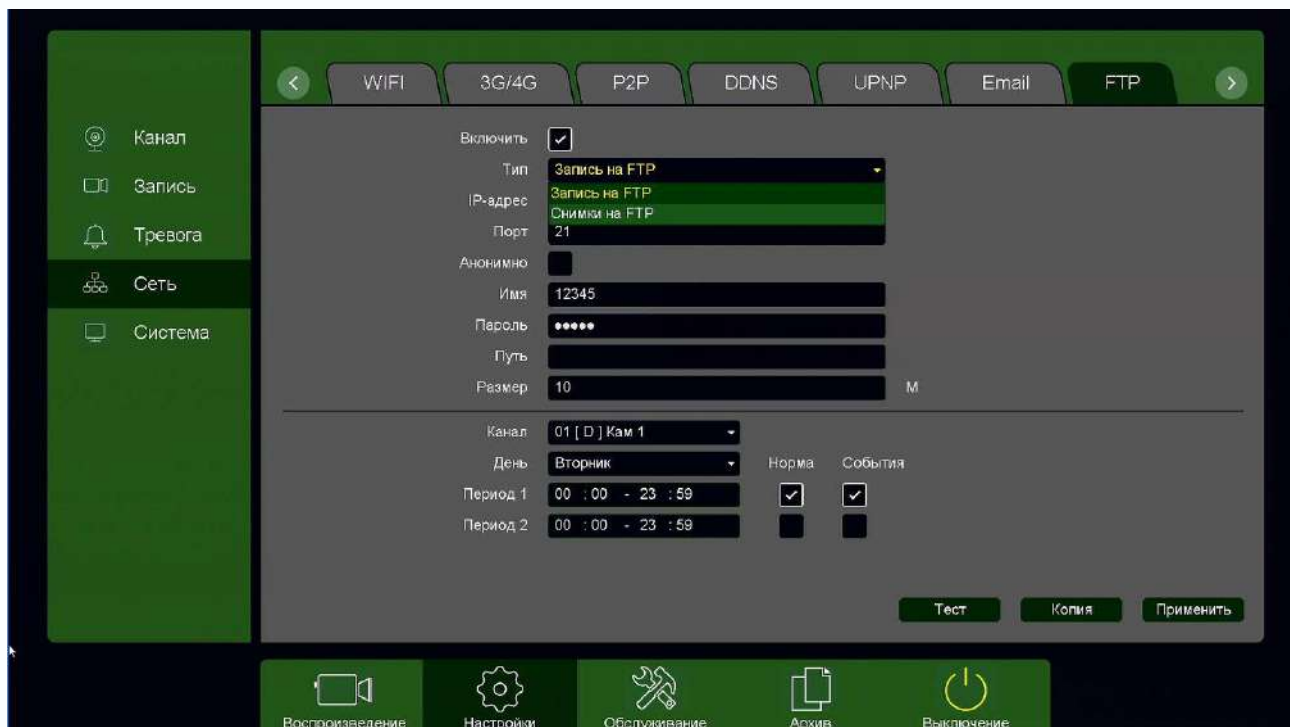 WIFI 3G/4G P2P DDNS UPNP Email FTP
Канал
Запись
Тревога
Сеть
Система
Включить
Тип Запись на FTP
Запись на FTP
IP-адрес
Снимки на FTP
Порт 21
Анонимно
Имя 12345
Пароль •••••
Путь
Размер 10 М
Канал 01 [ D ] Кам 1
День Вторник Норма События
Период 1 00 : 00 - 23 : 59
Период 2 00 : 00 - 23 : 59
Тест Копия Применить
Воспроизведение Настройки Обслуживание Архив Выключение